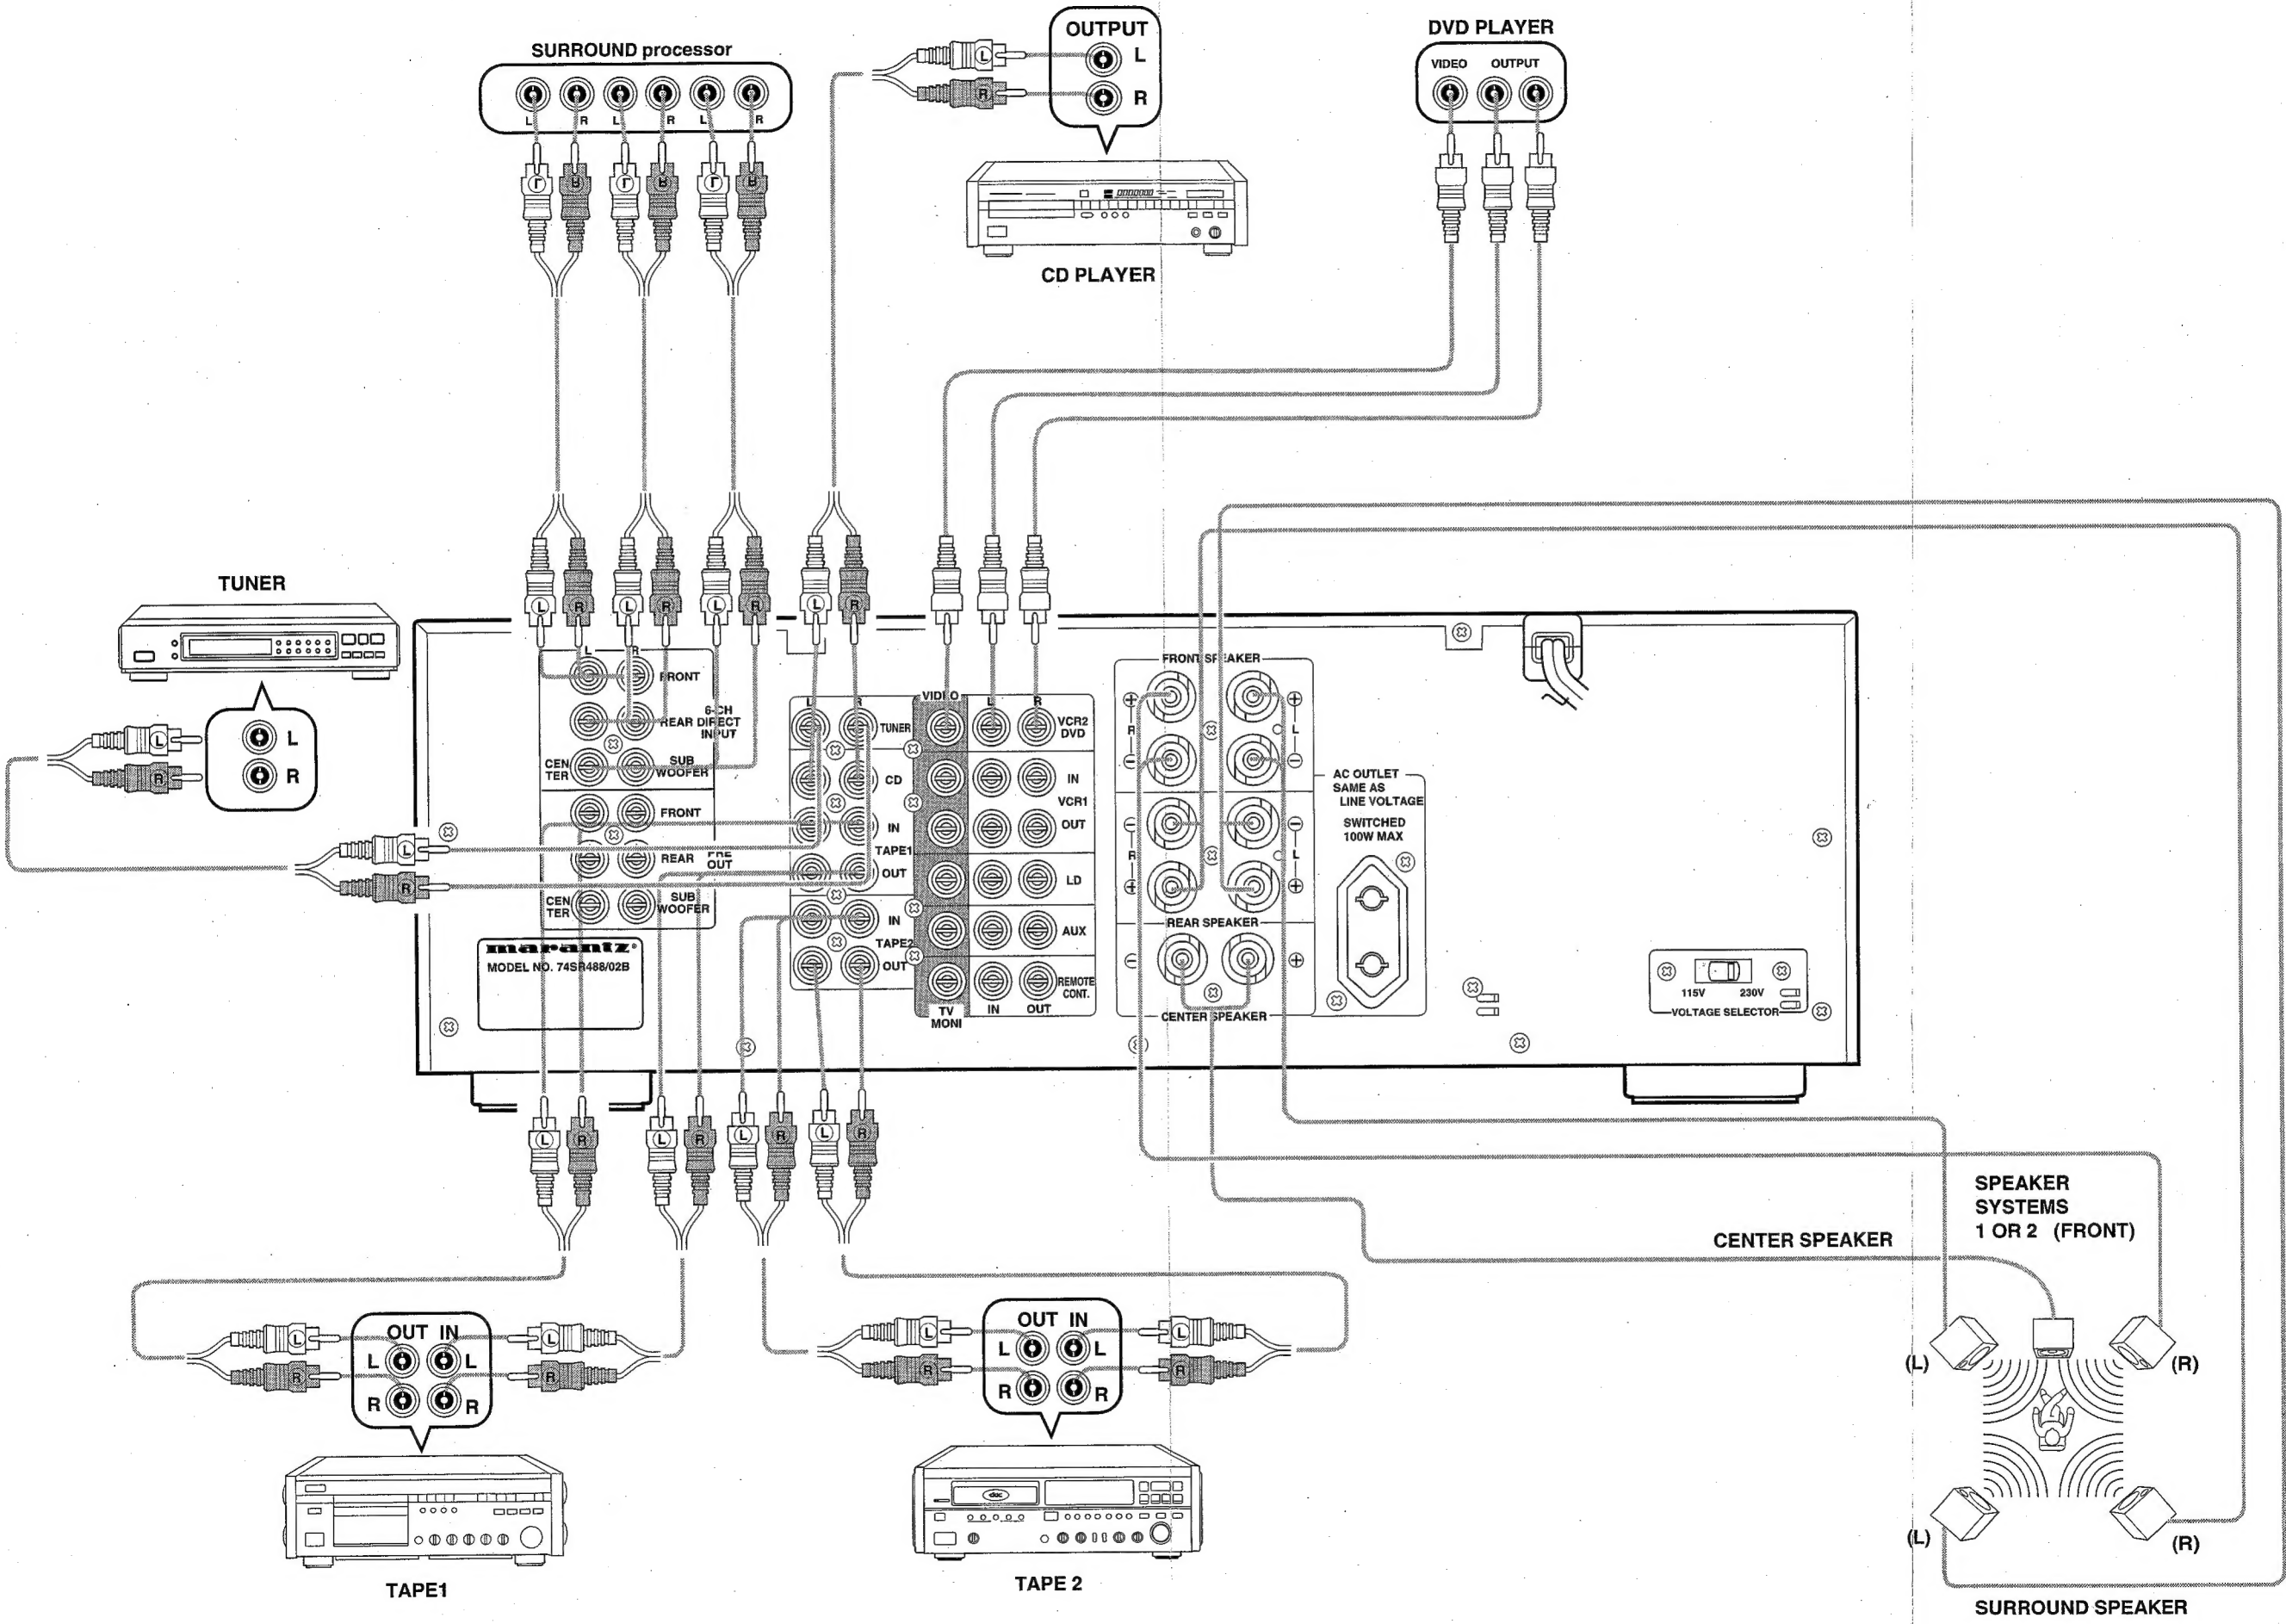 SURROUND processor
L R L R L R
L R L R L R
OUTPUT
L
R
L
R
CD PLAYER
DVD PLAYER
VIDEO OUTPUT
TUNER
L
R
L
R
L
R
L R L R L R L R
L R
FRONT
REAR
6-CH
DIRECT
INPUT
CEN
TER
SUB
WOOFER
FRONT
REAR
PRE
OUT
CEN
TER
SUB
WOOFER
marantz
MODEL NO. 74SR488/02B
L R
TUNER
CD
IN
TAPE1
OUT
IN
TAPE2
OUT
VIDEO
L R
VCR2
DVD
IN
VCR1
OUT
LD
AUX
REMOTE
CONT.
TV
MONI
IN OUT
FRONT SPEAKER
+ +
R L
− −
− −
R L
+ +
REAR SPEAKER
− +
CENTER SPEAKER
AC OUTLET
SAME AS
LINE VOLTAGE
SWITCHED
100W MAX
115V 230V
VOLTAGE SELECTOR
L R L R L R L R
OUT IN
L L
R R
L
R
L
R
TAPE1
OUT IN
L L
R R
L
R
L
R
TAPE 2
CENTER SPEAKER
SPEAKER
SYSTEMS
1 OR 2 (FRONT)
(L)
(R)
(L)
(R)
SURROUND SPEAKER